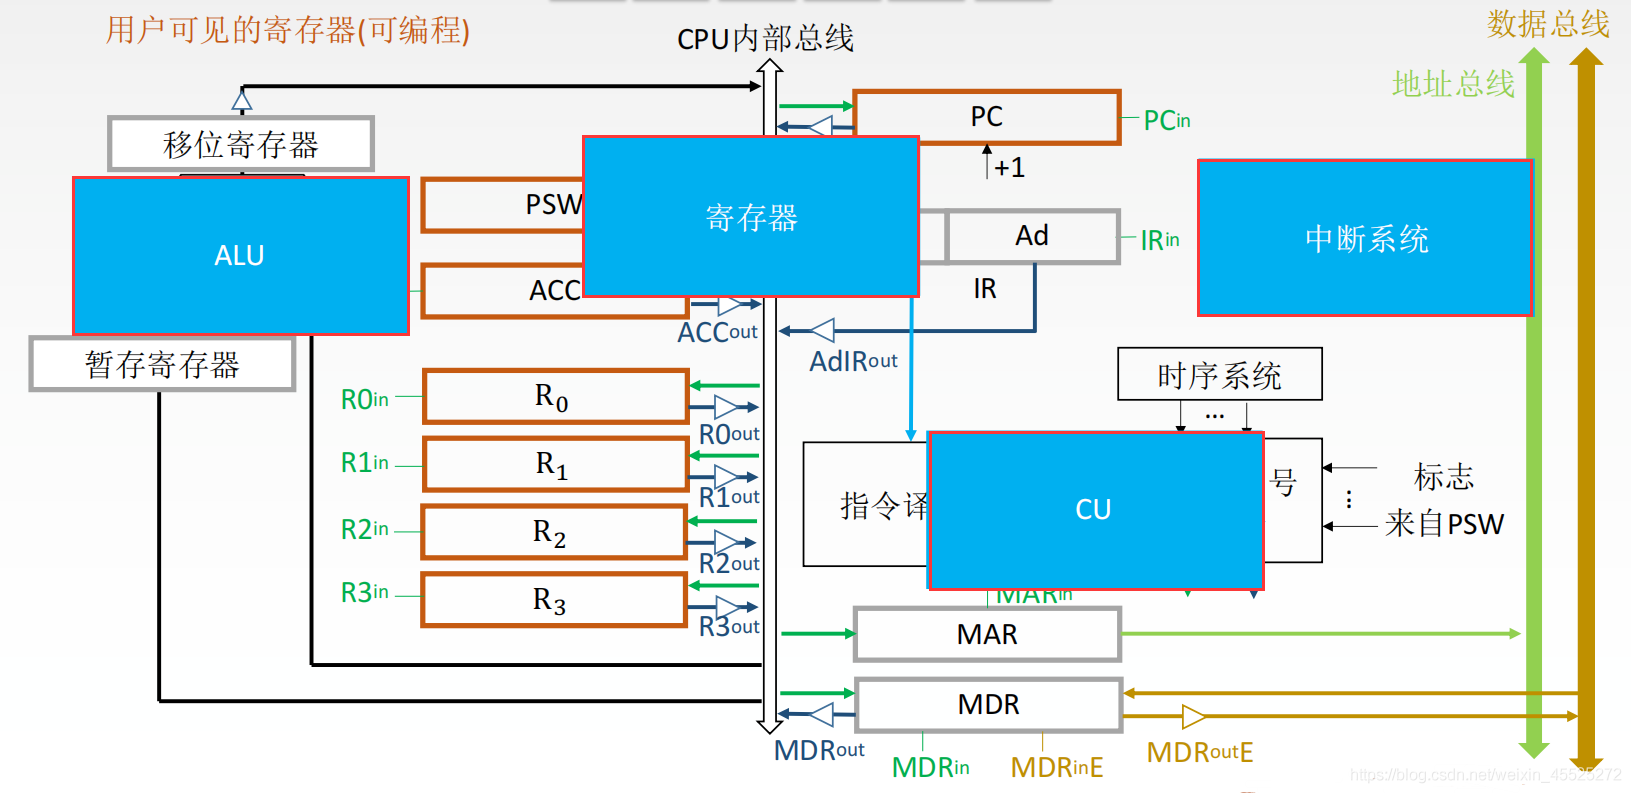 用户可见的寄存器(可编程)
CPU内部总线
数据总线
地址总线
PC
PCin
+1
移位寄存器
PSW
寄存器
Ad
IRin
中断系统
ALU
ACC
IR
ACCout
AdIRout
暂存寄存器
时序系统
...
R0in
R0
R0out
R1in
R1
R1out
指令译
CU
号
标志
⋮
来自PSW
R2in
R2
R2out
R3in
R3
R3out
MARin
MAR
MDR
MDRout
MDRin
MDRinE
MDRoutE
https://blog.csdn.net/weixin_45525272